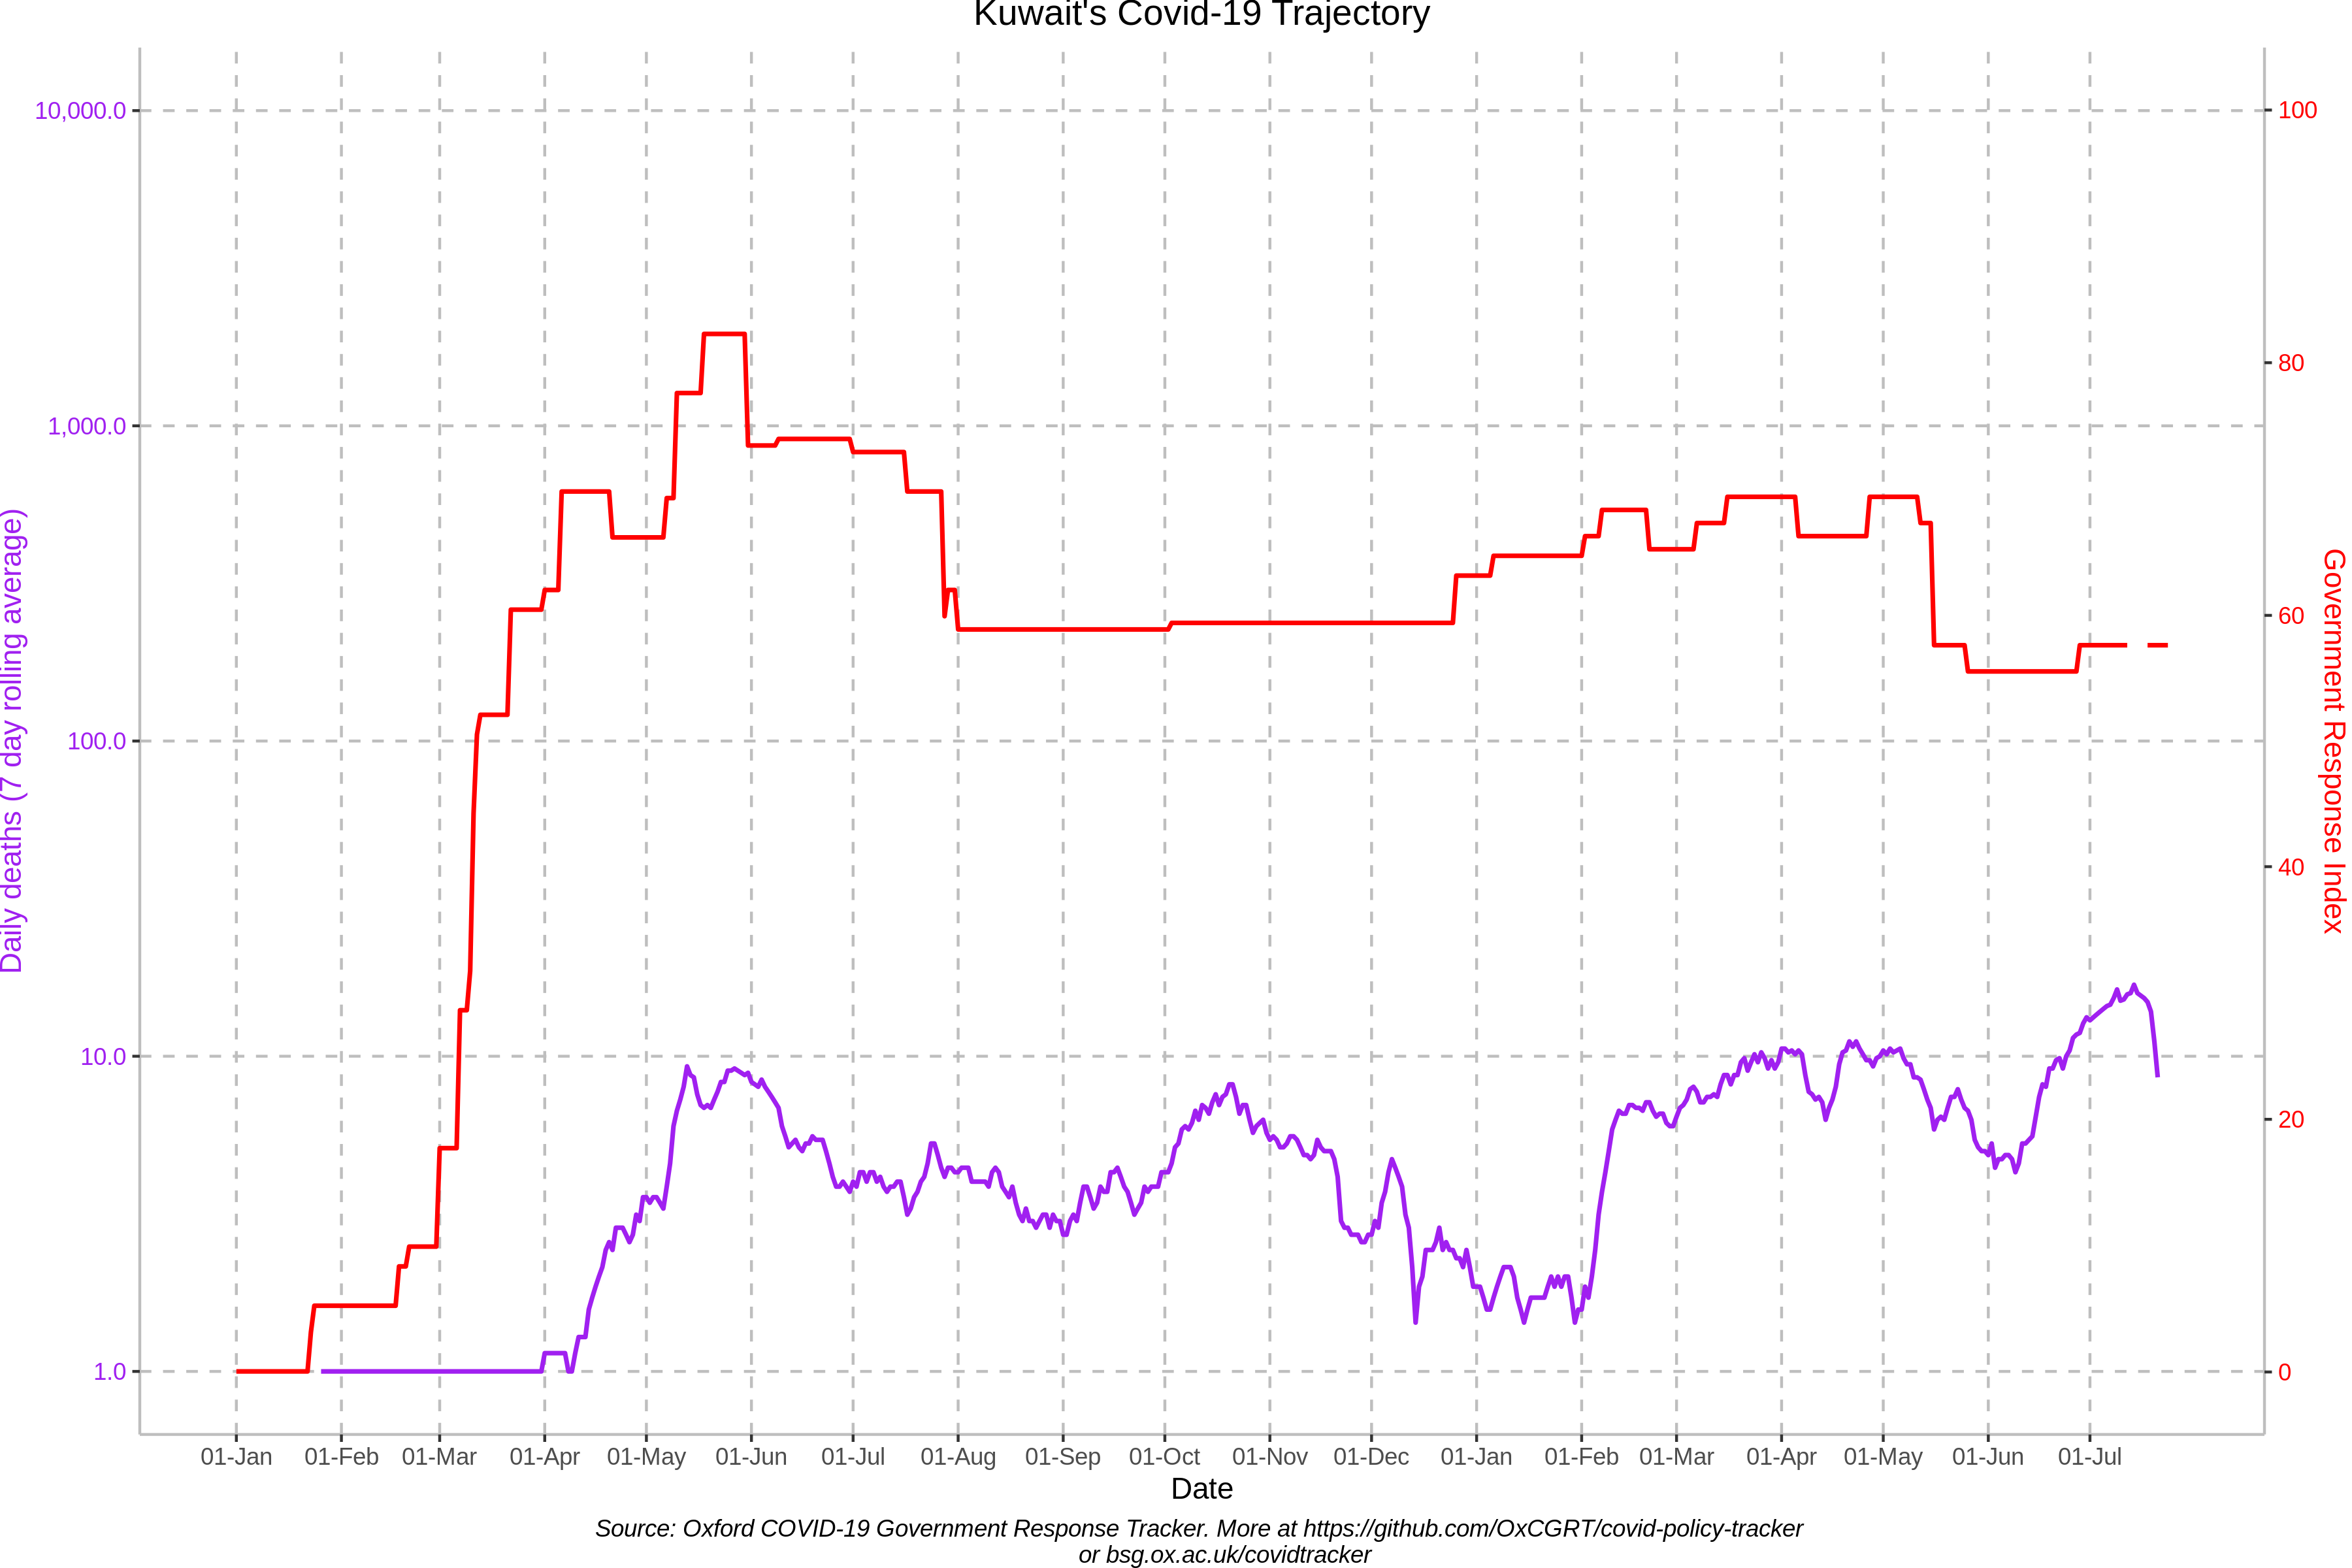 Kuwait's Covid-19 Trajectory
10,000.0
1,000.0
100.0
10.0
1.0
Daily deaths (7 day rolling average)
100
80
60
40
20
0
Government Response Index
01-Jan 01-Feb 01-Mar 01-Apr 01-May 01-Jun 01-Jul 01-Aug 01-Sep 01-Oct 01-Nov 01-Dec 01-Jan 01-Feb 01-Mar 01-Apr 01-May 01-Jun 01-Jul
Date
Source: Oxford COVID-19 Government Response Tracker. More at https://github.com/OxCGRT/covid-policy-tracker
or bsg.ox.ac.uk/covidtracker